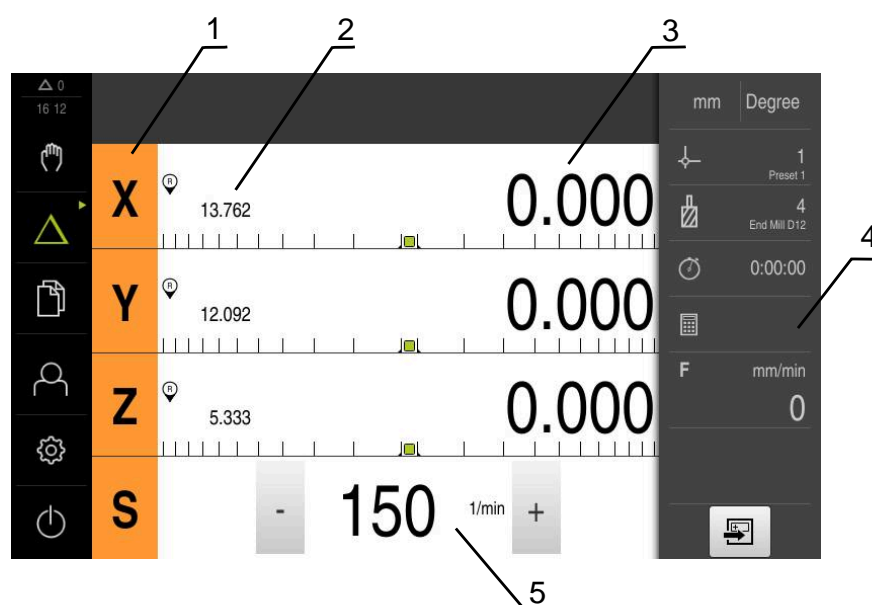 1 2 3
0
16 12
mm Degree
X R 13.762 0.000
1
Preset 1
4
End Mill D12
4
0:00:00
Y R 12.092 0.000
F mm/min
0
Z R 5.333 0.000
S - 150 1/min +
5